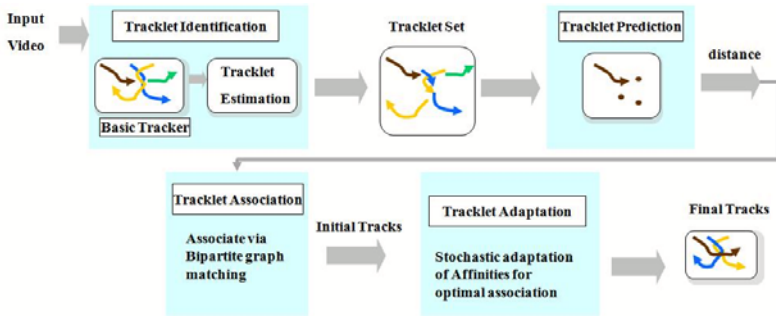 Input
Video
Tracklet Identification
Tracklet
Estimation
Basic Tracker
Tracklet Set
Tracklet Prediction
distance
Tracklet Association
Associate via
Bipartite graph
matching
Initial Tracks
Tracklet Adaptation
Stochastic adaptation
of Affinities for
optimal association
Final Tracks